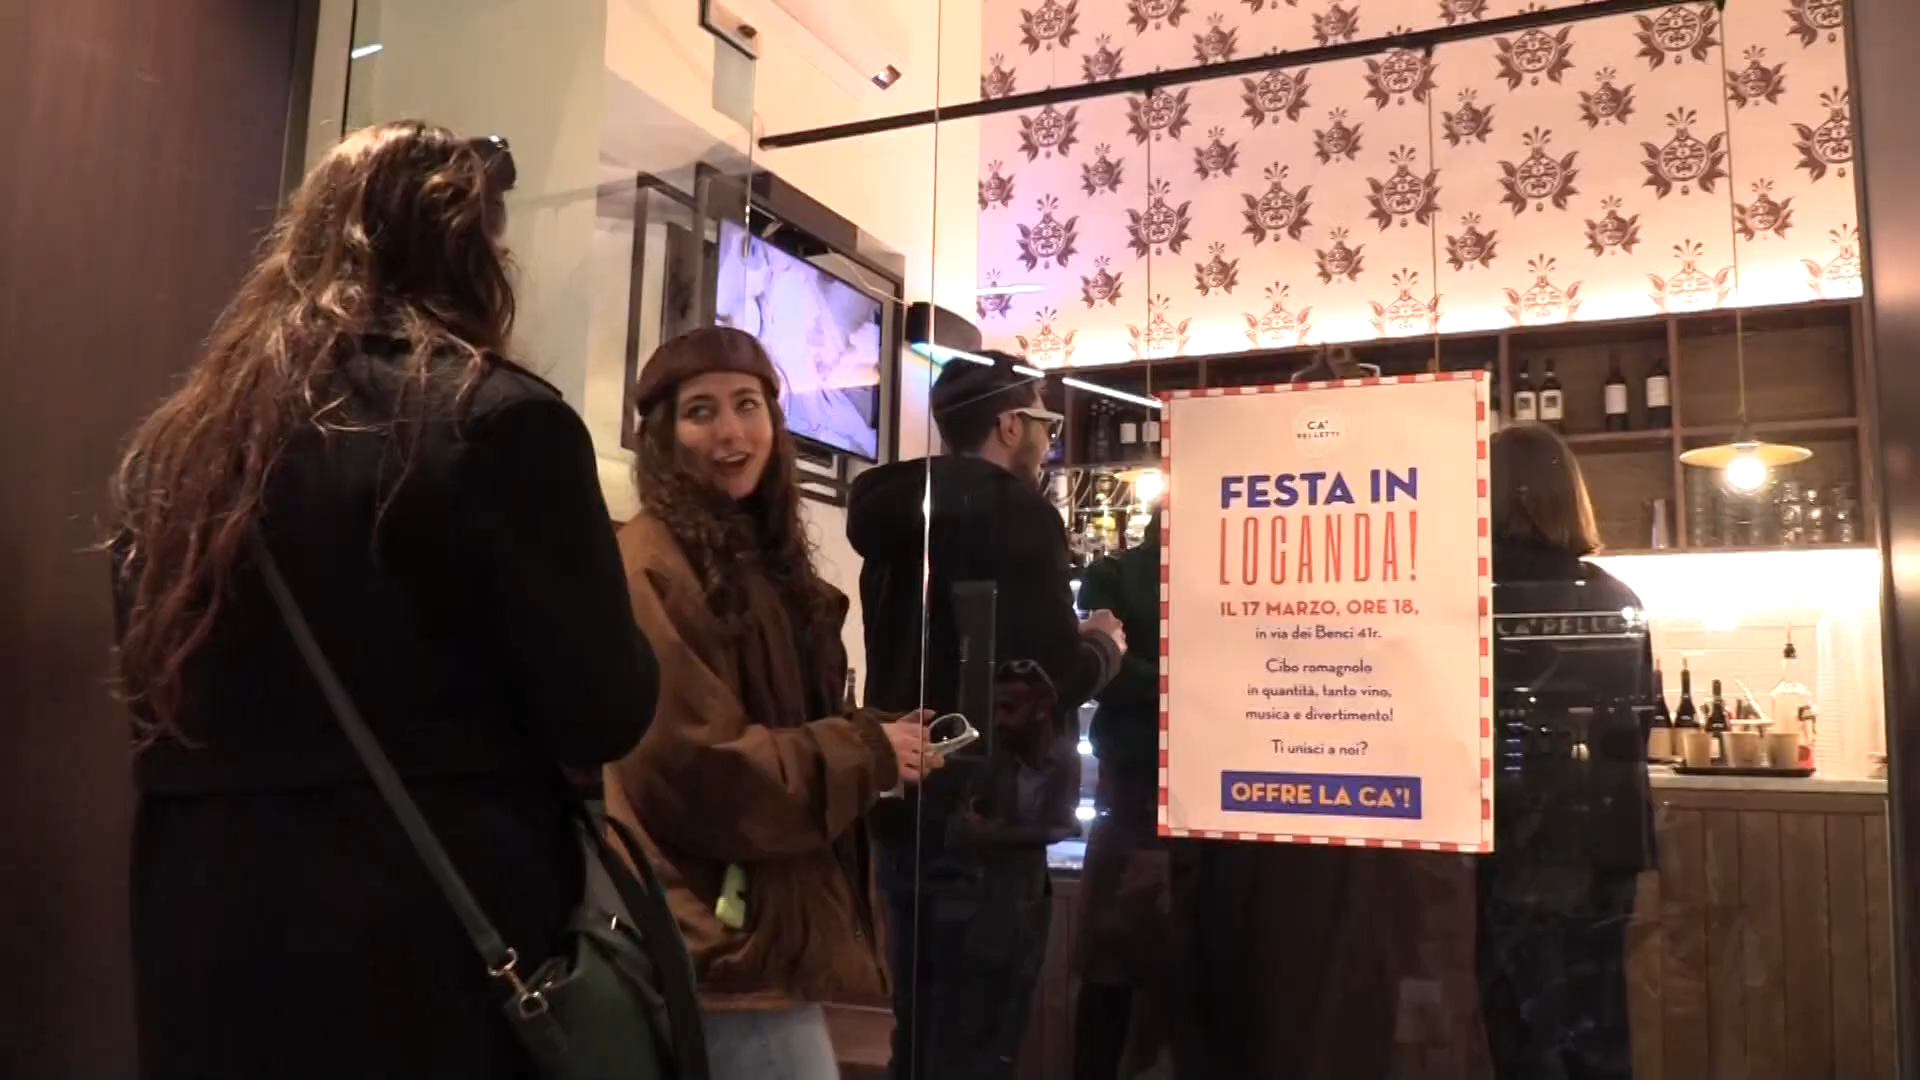 CA'
PELLETTI
FESTA IN
LOCANDA!
IL 17 MARZO, ORE 18,
in via dei Benci 41r.
Cibo romagnolo
in quantità, tanto vino,
musica e divertimento!
Ti unisci a noi?
OFFRE LA CA'!